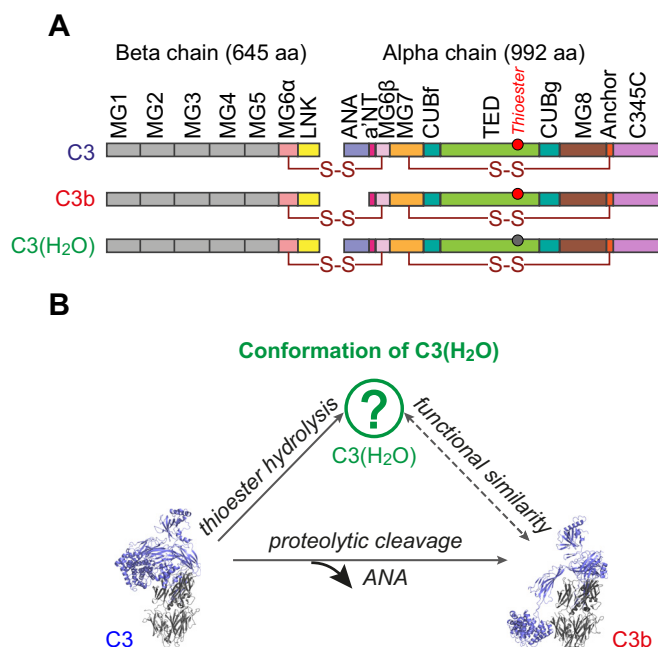 A
Beta chain (645 aa) Alpha chain (992 aa)
MG1 MG2 MG3 MG4 MG5 MG6α LNK ANA a'NT MG6β MG7 CUBf TED Thioester CUBg MG8 Anchor C345C
C3
S-S S-S
C3b
S-S S-S
C3(H₂O)
S-S S-S
B
Conformation of C3(H₂O)
?
C3(H₂O)
thioester hydrolysis
functional similarity
proteolytic cleavage
ANA
C3 C3b